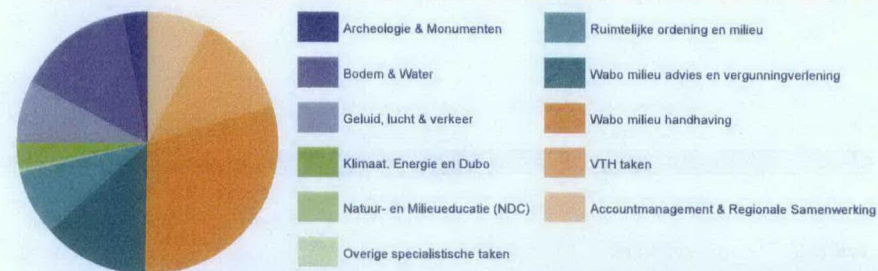 Archeologie & Monumenten
Bodem & Water
Geluid, lucht & verkeer
Klimaat. Energie en Dubo
Natuur- en Milieueducatie (NDC)
Overige specialistische taken
Ruimtelijke ordening en milieu
Wabo milieu advies en vergunningverlening
Wabo milieu handhaving
VTH taken
Accountmanagement & Regionale Samenwerking